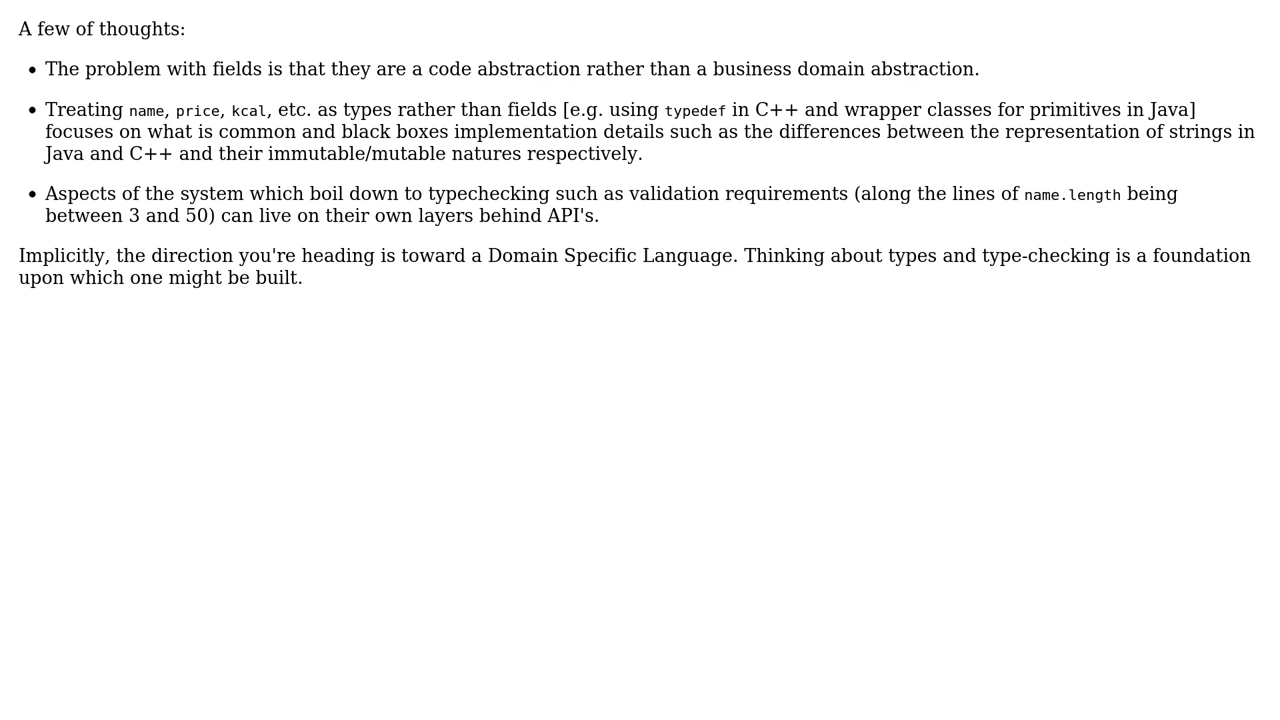 A few of thoughts:
• The problem with fields is that they are a code abstraction rather than a business domain abstraction.
• Treating name, price, kcal, etc. as types rather than fields [e.g. using typedef in C++ and wrapper classes for primitives in Java]
focuses on what is common and black boxes implementation details such as the differences between the representation of strings in
Java and C++ and their immutable/mutable natures respectively.
• Aspects of the system which boil down to typechecking such as validation requirements (along the lines of name.length being
between 3 and 50) can live on their own layers behind API's.
Implicitly, the direction you're heading is toward a Domain Specific Language. Thinking about types and type-checking is a foundation
upon which one might be built.